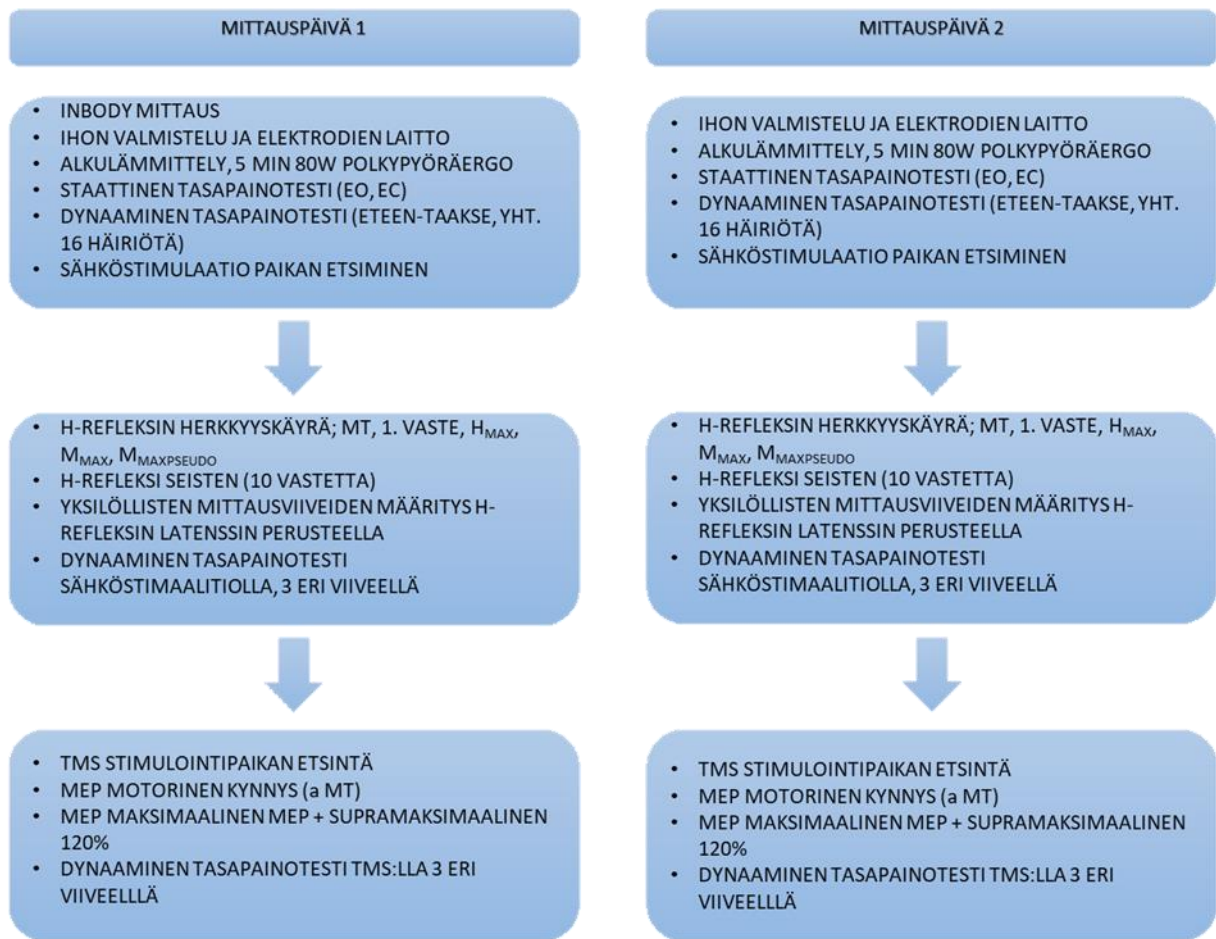 MITTAUSPÄIVÄ 1
• INBODY MITTAUS
• IHON VALMISTELU JA ELEKTRODIEN LAITTO
• ALKULÄMMITTELY, 5 MIN 80W POLKYPYÖRÄERGO
• STAATTINEN TASAPAINOTESTI (EO, EC)
• DYNAAMINEN TASAPAINOTESTI (ETEEN-TAAKSE, YHT.
16 HÄIRIÖTÄ)
• SÄHKÖSTIMULAATIO PAIKAN ETSIMINEN
• H-REFLEKSIN HERKKYYSKÄYRÄ; MT, 1. VASTE, HMAX,
MMAX, MMAXPSEUDO
• H-REFLEKSI SEISTEN (10 VASTETTA)
• YKSILÖLLISTEN MITTAUSVIIVEIDEN MÄÄRITYS H-
REFLEKSIN LATENSSIN PERUSTEELLA
• DYNAAMINEN TASAPAINOTESTI
SÄHKÖSTIMAALITIOLLA, 3 ERI VIIVEELLÄ
• TMS STIMULOINTIPAIKAN ETSINTÄ
• MEP MOTORINEN KYNNYS (a MT)
• MEP MAKSIMAALINEN MEP + SUPRAMAKSIMAALINEN
120%
• DYNAAMINEN TASAPAINOTESTI TMS:LLA 3 ERI
VIIVEELLLÄ
MITTAUSPÄIVÄ 2
• IHON VALMISTELU JA ELEKTRODIEN LAITTO
• ALKULÄMMITTELY, 5 MIN 80W POLKYPYÖRÄERGO
• STAATTINEN TASAPAINOTESTI (EO, EC)
• DYNAAMINEN TASAPAINOTESTI (ETEEN-TAAKSE, YHT.
16 HÄIRIÖTÄ)
• SÄHKÖSTIMULAATIO PAIKAN ETSIMINEN
• H-REFLEKSIN HERKKYYSKÄYRÄ; MT, 1. VASTE, HMAX,
MMAX, MMAXPSEUDO
• H-REFLEKSI SEISTEN (10 VASTETTA)
• YKSILÖLLISTEN MITTAUSVIIVEIDEN MÄÄRITYS H-
REFLEKSIN LATENSSIN PERUSTEELLA
• DYNAAMINEN TASAPAINOTESTI
SÄHKÖSTIMAALITIOLLA, 3 ERI VIIVEELLÄ
• TMS STIMULOINTIPAIKAN ETSINTÄ
• MEP MOTORINEN KYNNYS (a MT)
• MEP MAKSIMAALINEN MEP + SUPRAMAKSIMAALINEN
120%
• DYNAAMINEN TASAPAINOTESTI TMS:LLA 3 ERI
VIIVEELLLÄ